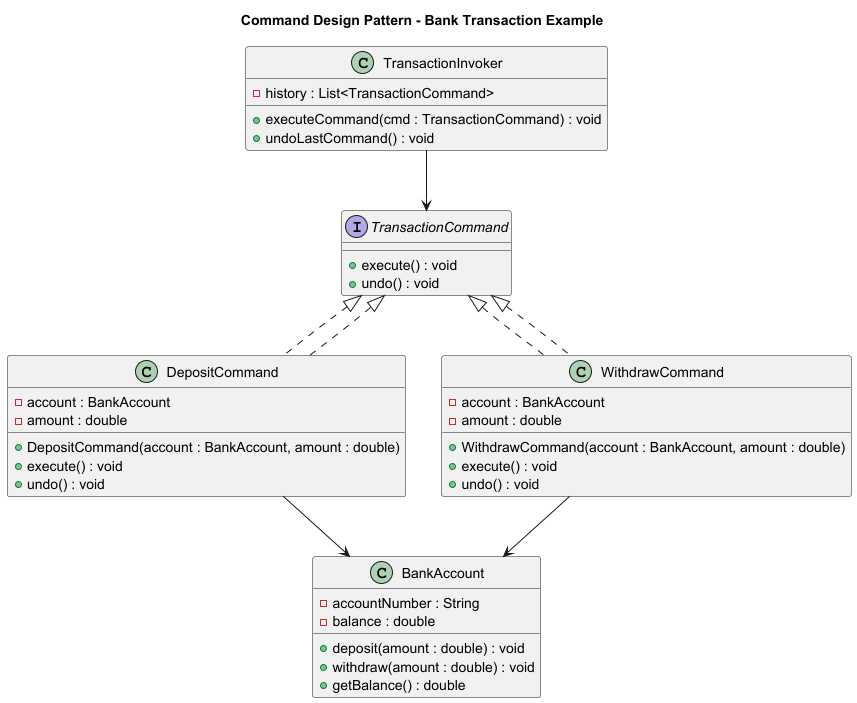 Command Design Pattern - Bank Transaction Example
C TransactionInvoker
history : List<TransactionCommand>
executeCommand(cmd : TransactionCommand) : void
undoLastCommand() : void
I TransactionCommand
execute() : void
undo() : void
C DepositCommand
account : BankAccount
amount : double
DepositCommand(account : BankAccount, amount : double)
execute() : void
undo() : void
C WithdrawCommand
account : BankAccount
amount : double
WithdrawCommand(account : BankAccount, amount : double)
execute() : void
undo() : void
C BankAccount
accountNumber : String
balance : double
deposit(amount : double) : void
withdraw(amount : double) : void
getBalance() : double